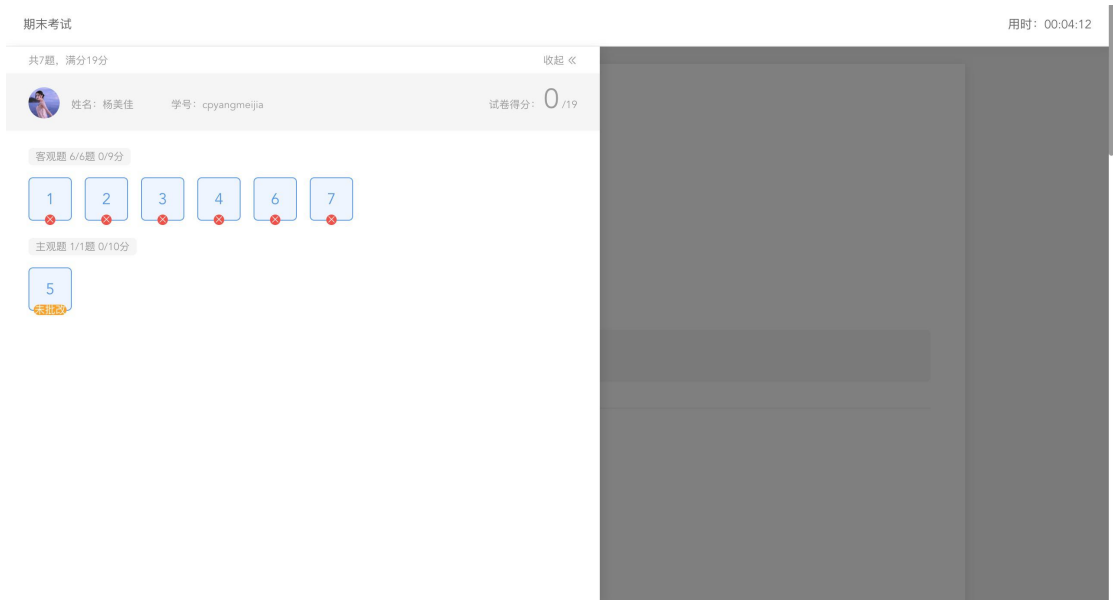 期末考试
用时：00:04:12
共7题，满分19分
收起 «
姓名：杨美佳 学号：cpyangmeijia 试卷得分：0/19
客观题 6/6题 0/9分
1 2 3 4 6 7
主观题 1/1题 0/10分
5
未批改